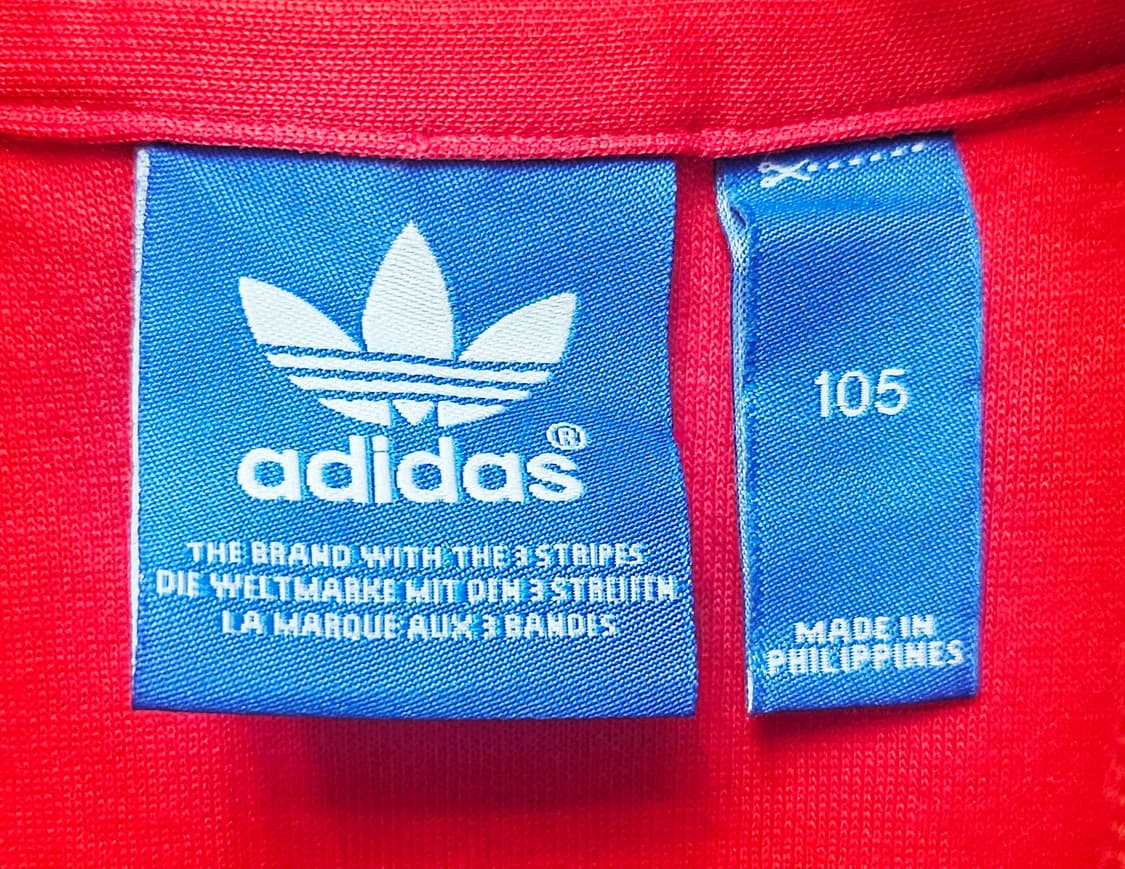 adidas®
THE BRAND WITH THE 3 STRIPES
DIE WELTMARKE MIT DEN 3 STREIFEN
LA MARQUE AUX 3 BANDES
105
MADE IN
PHILIPPINES